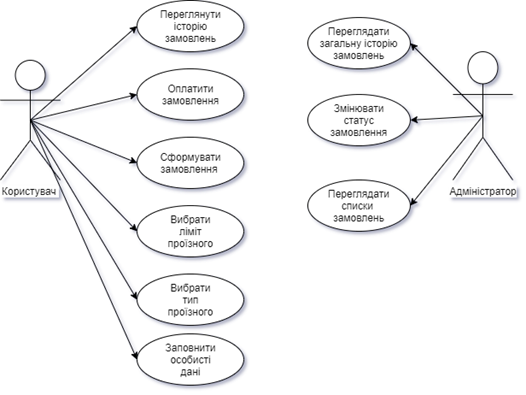 Переглянути
історію
замовлень
Оплатити
замовлення
Сформувати
замовлення
Вибрати
ліміт
проїзного
Вибрати
тип
проїзного
Заповнити
особисті
дані
Користувач
Переглядати
загальну історію
замовлень
Змінювати
статус
замовлення
Переглядати
списки
замовлень
Адміністратор